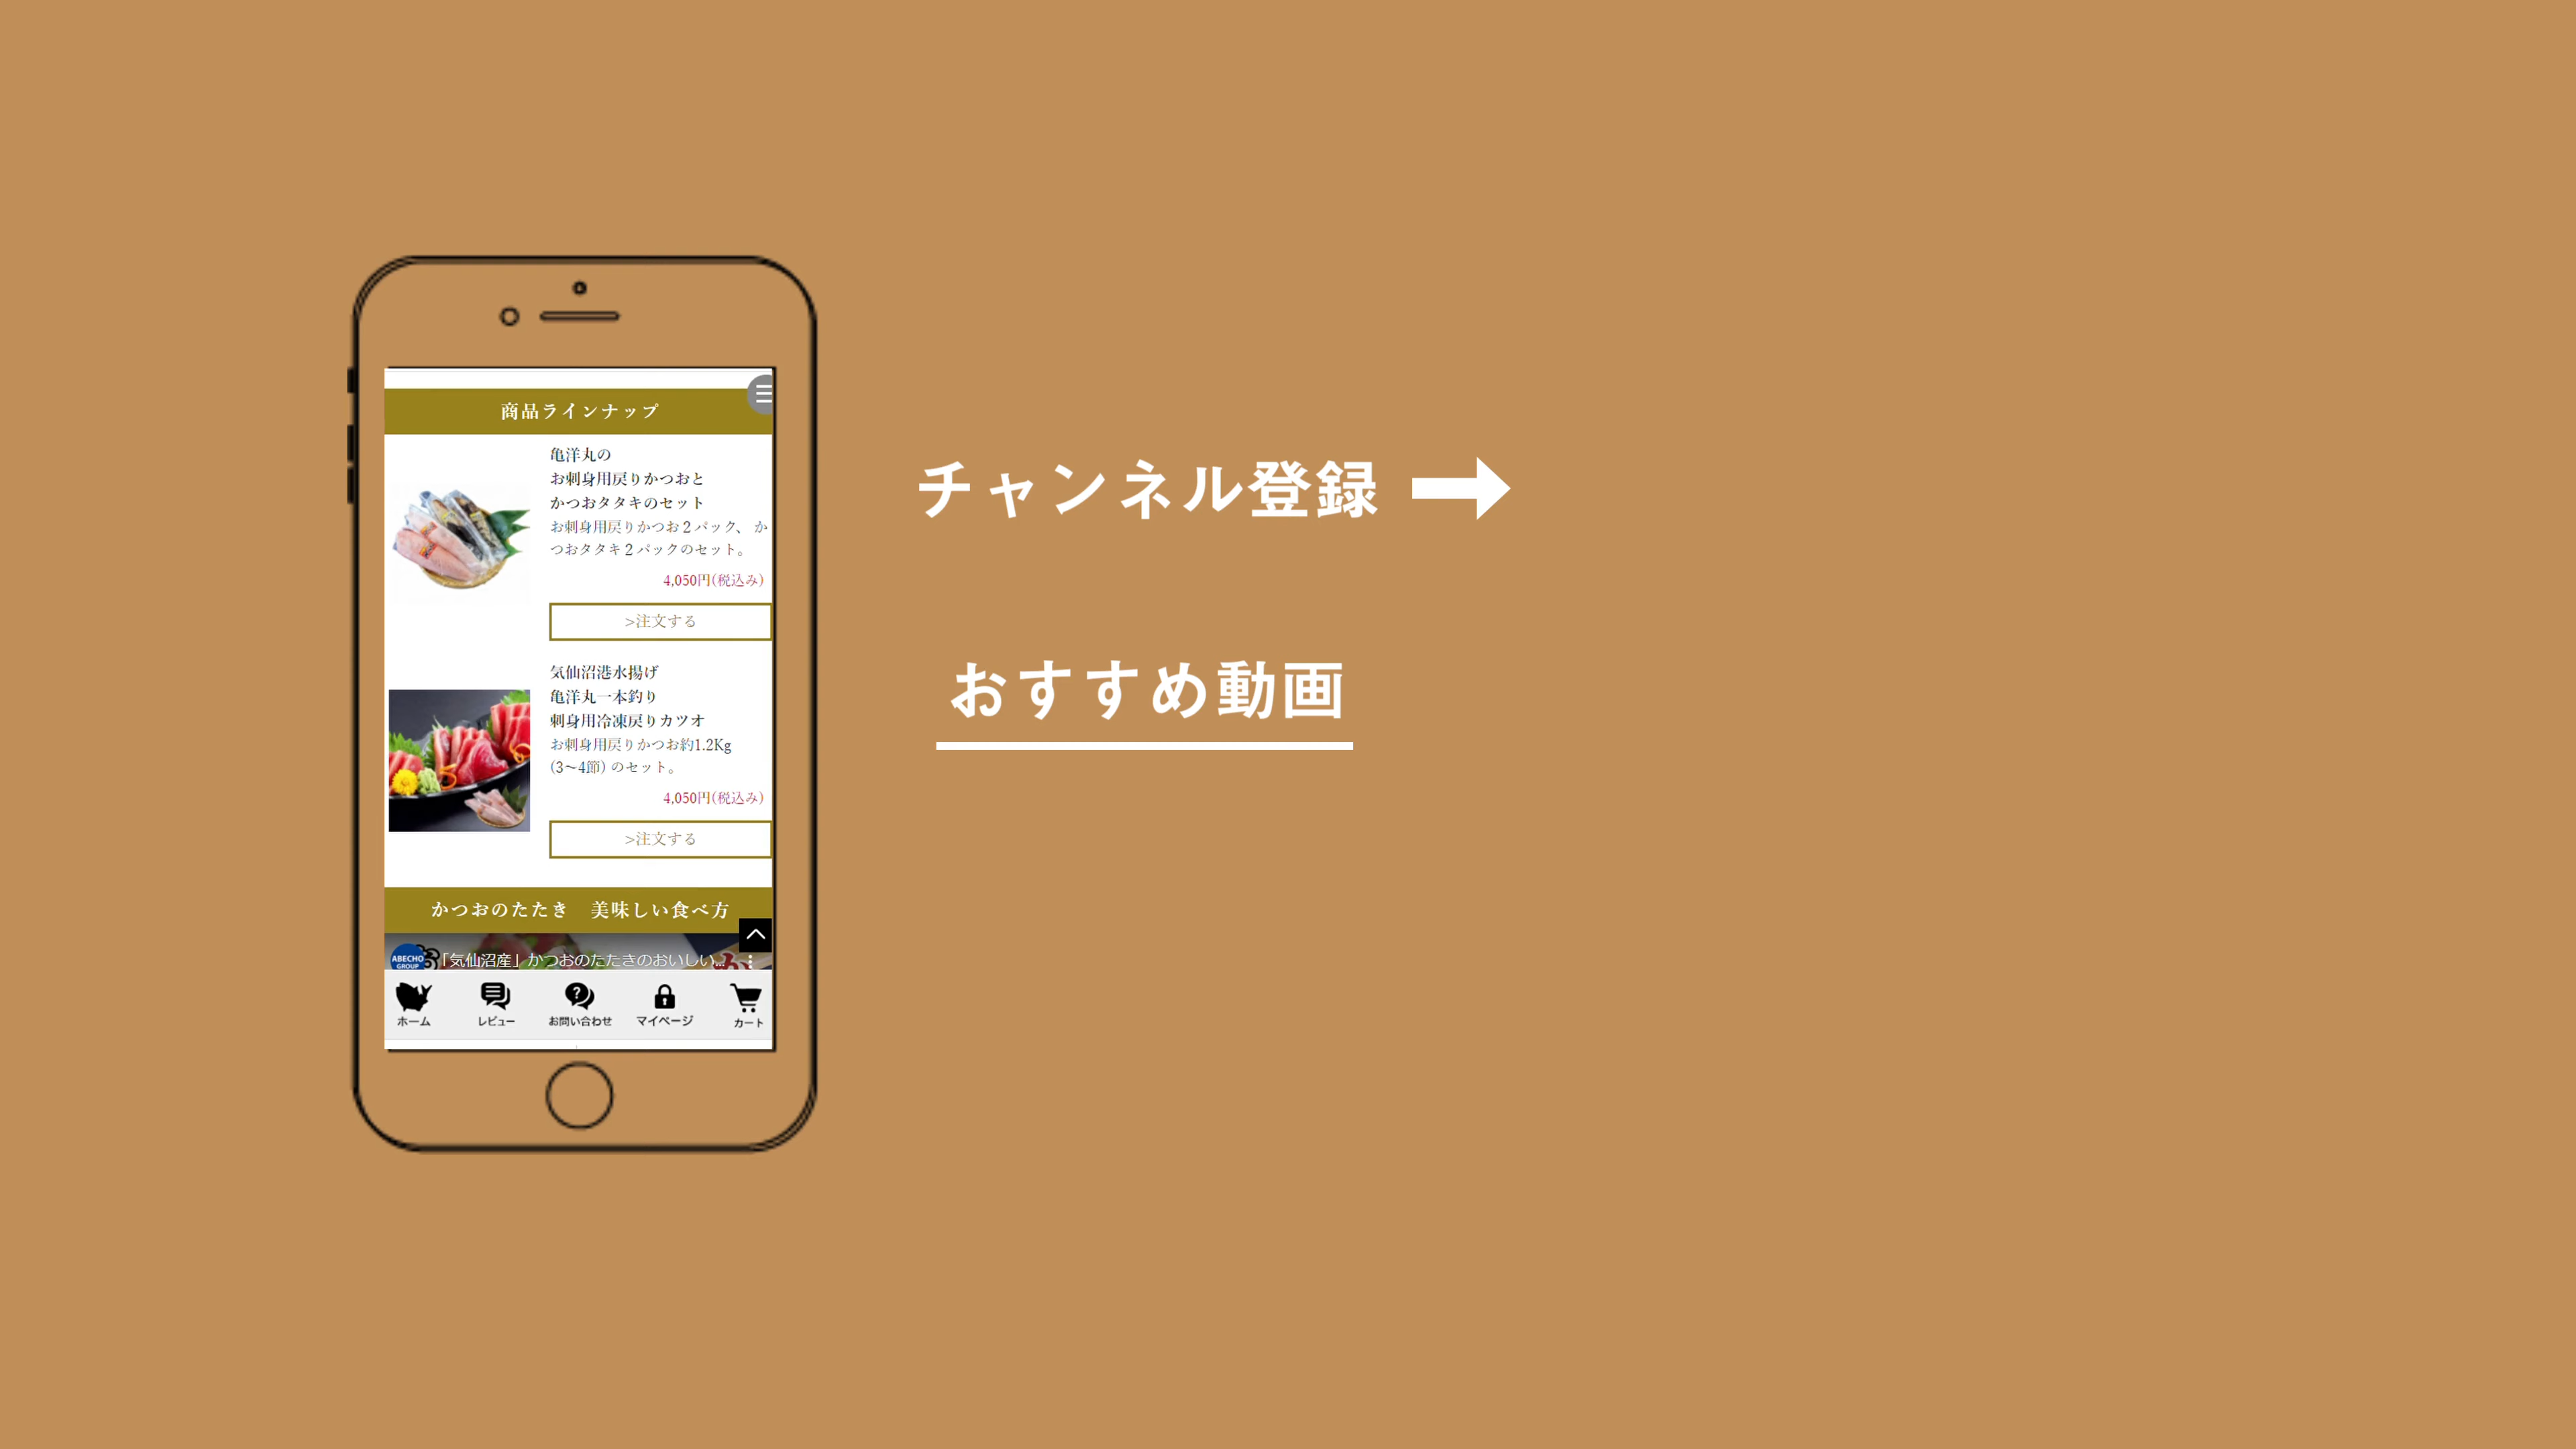 商品ラインナップ
亀洋丸の
お刺身用戻りかつおと
かつおタタキのセット
お刺身用戻りかつお２パック、か
つおタタキ２パックのセット。
4,050円(税込み)
>注文する
気仙沼港水揚げ
亀洋丸一本釣り
刺身用冷凍戻りカツオ
お刺身用戻りかつお約1.2Kg
(3〜4節) のセット。
4,050円(税込み)
>注文する
かつおのたたき　美味しい食べ方
ABECHO
GROUP
「気仙沼産」かつおのたたきのおいしい...
ホーム
レビュー
お問い合わせ
マイページ
カート
チャンネル登録
おすすめ動画